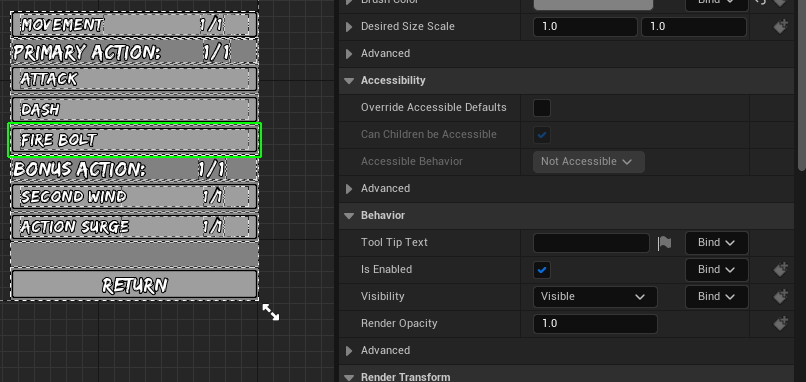 MOVEMENT 1/1
PRIMARY ACTION: 1/1
ATTACK
DASH
FIRE BOLT
BONUS ACTION: 1/1
SECOND WIND 1/1
ACTION SURGE 1/1
RETURN
Brush Color Bind
Desired Size Scale 1.0 1.0
Advanced
Accessibility
Override Accessible Defaults
Can Children be Accessible
Accessible Behavior Not Accessible
Advanced
Behavior
Tool Tip Text Bind
Is Enabled Bind
Visibility Visible Bind
Render Opacity 1.0
Advanced
Render Transform